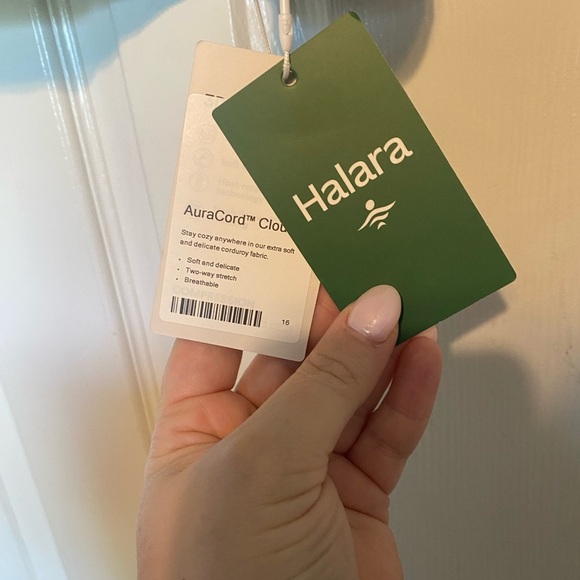 Halara
AuraCord™ Clou
Stay cozy anywhere in our extra soft
and delicate corduroy fabric.
• Soft and delicate
• Two-way stretch
• Breathable
16